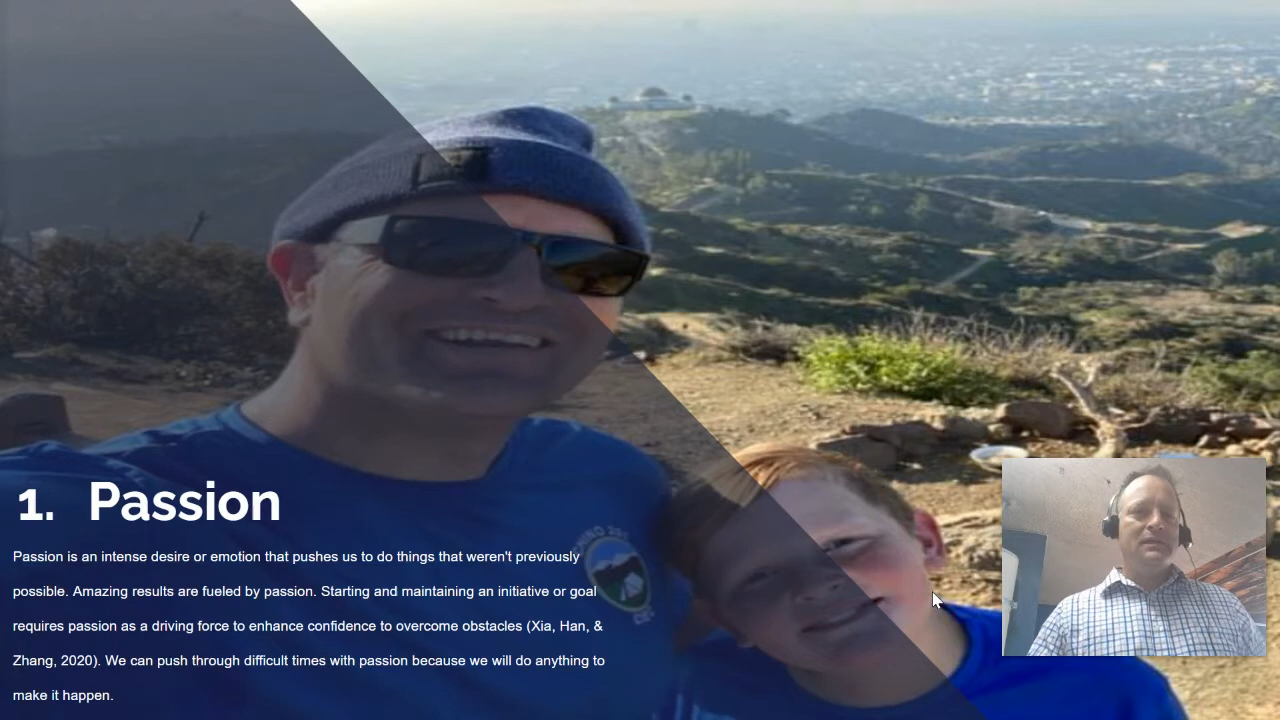 1. Passion
Passion is an intense desire or emotion that pushes us to do things that weren't previously
possible. Amazing results are fueled by passion. Starting and maintaining an initiative or goal
requires passion as a driving force to enhance confidence to overcome obstacles (Xia, Han, &
Zhang, 2020). We can push through difficult times with passion because we will do anything to
make it happen.